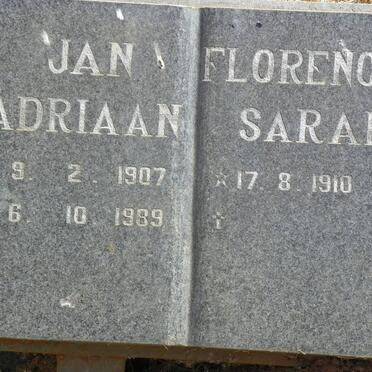 JAN
ADRIAAN
9. 2. 1907
6. 10 1989
FLORENC
SARA
☆ 17. 8. 1910
†